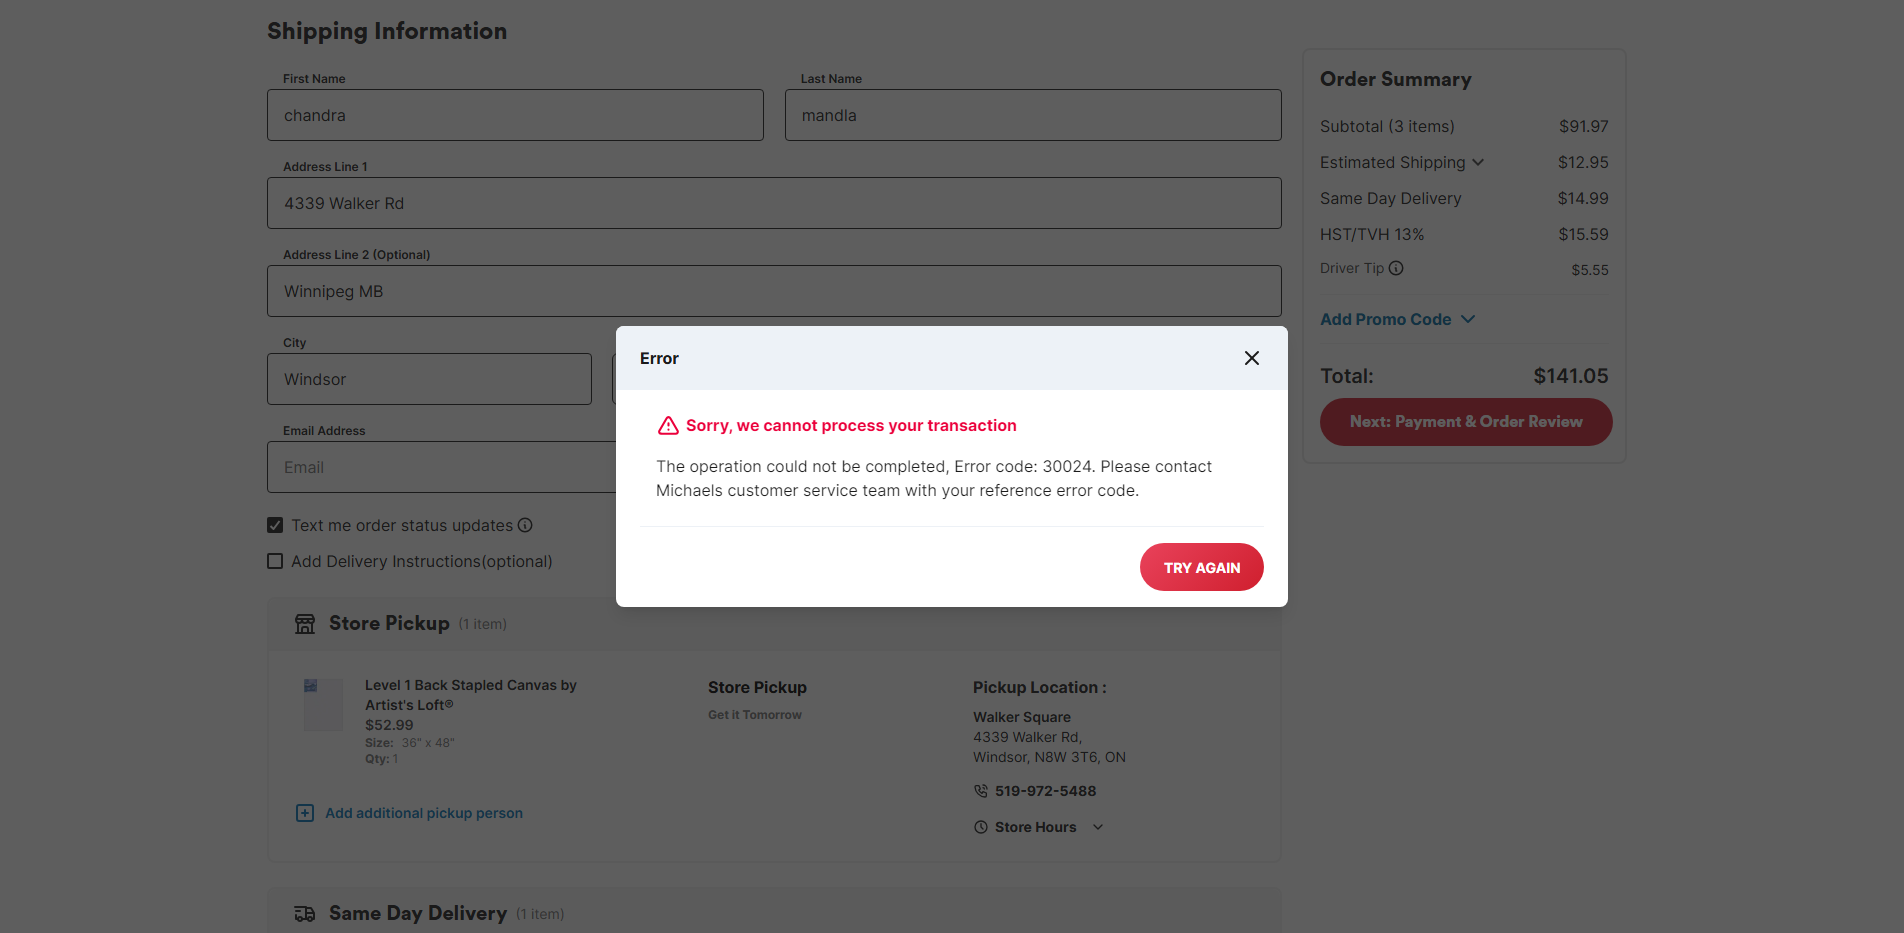 Shipping Information
First Name
Last Name
chandra
mandla
Address Line 1
4339 Walker Rd
Address Line 2 (Optional)
Winnipeg MB
City
Windsor
Email Address
Email
Text me order status updates
Add Delivery Instructions(optional)
Order Summary
Subtotal (3 items) $91.97
Estimated Shipping $12.95
Same Day Delivery $14.99
HST/TVH 13% $15.59
Driver Tip $5.55
Add Promo Code
Total: $141.05
Next: Payment & Order Review
Error
Sorry, we cannot process your transaction
The operation could not be completed, Error code: 30024. Please contact
Michaels customer service team with your reference error code.
TRY AGAIN
Store Pickup (1 item)
Level 1 Back Stapled Canvas by
Artist's Loft®
$52.99
Size: 36" x 48"
Qty: 1
Add additional pickup person
Store Pickup
Get it Tomorrow
Pickup Location :
Walker Square
4339 Walker Rd,
Windsor, N8W 3T6, ON
519-972-5488
Store Hours
Same Day Delivery (1 item)